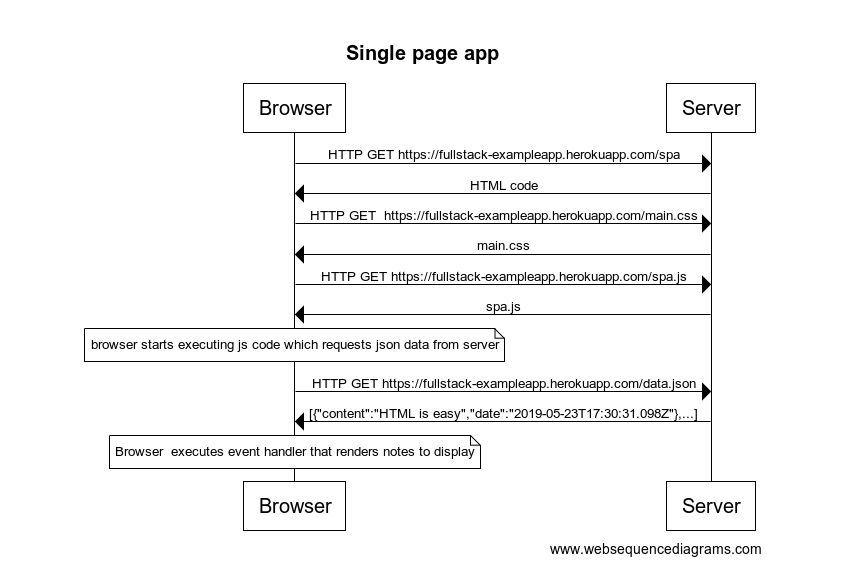 Single page app
Browser
Server
HTTP GET https://fullstack-exampleapp.herokuapp.com/spa
HTML code
HTTP GET  https://fullstack-exampleapp.herokuapp.com/main.css
main.css
HTTP GET https://fullstack-exampleapp.herokuapp.com/spa.js
spa.js
browser starts executing js code which requests json data from server
HTTP GET https://fullstack-exampleapp.herokuapp.com/data.json
[{"content":"HTML is easy","date":"2019-05-23T17:30:31.098Z"},...]
Browser  executes event handler that renders notes to display
Browser
Server
www.websequencediagrams.com